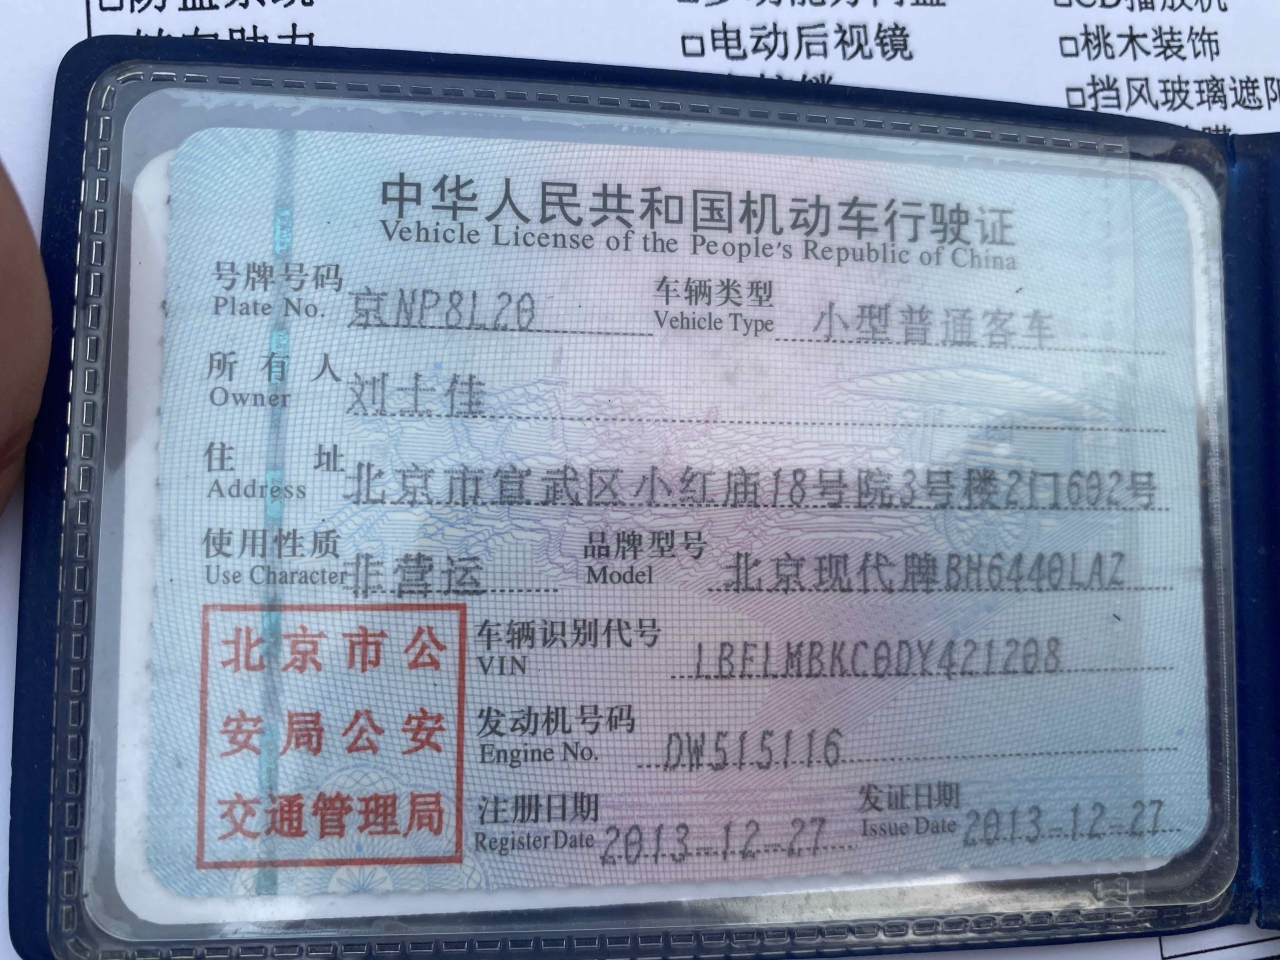 □电动后视镜
□桃木装饰
□挡风玻璃遮阳
中华人民共和国机动车行驶证
Vehicle License of the People's Republic of China
号牌号码 京NP8L20 车辆类型 小型普通客车
Plate No. Vehicle Type
所有人 刘士佳
Owner
住址 北京市宣武区小红庙18号院3号楼2门602号
Address
使用性质 非营运 品牌型号 北京现代牌BH6440LAZ
Use Character Model
北京市公
安局公安
交通管理局
车辆识别代号 LBELMBKC0DY421208
VIN
发动机号码 DW515116
Engine No.
注册日期 2013-12-27 发证日期 2013-12-27
Register Date Issue Date